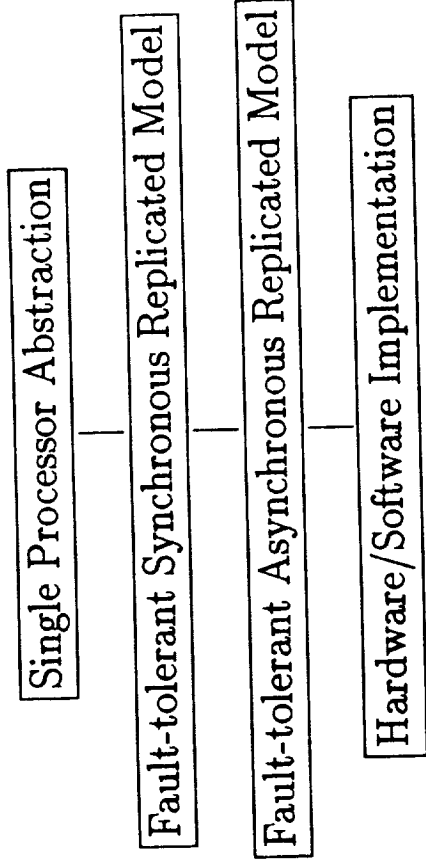 Single Processor Abstraction
Fault-tolerant Synchronous Replicated Model
Fault-tolerant Asynchronous Replicated Model
Hardware/Software Implementation